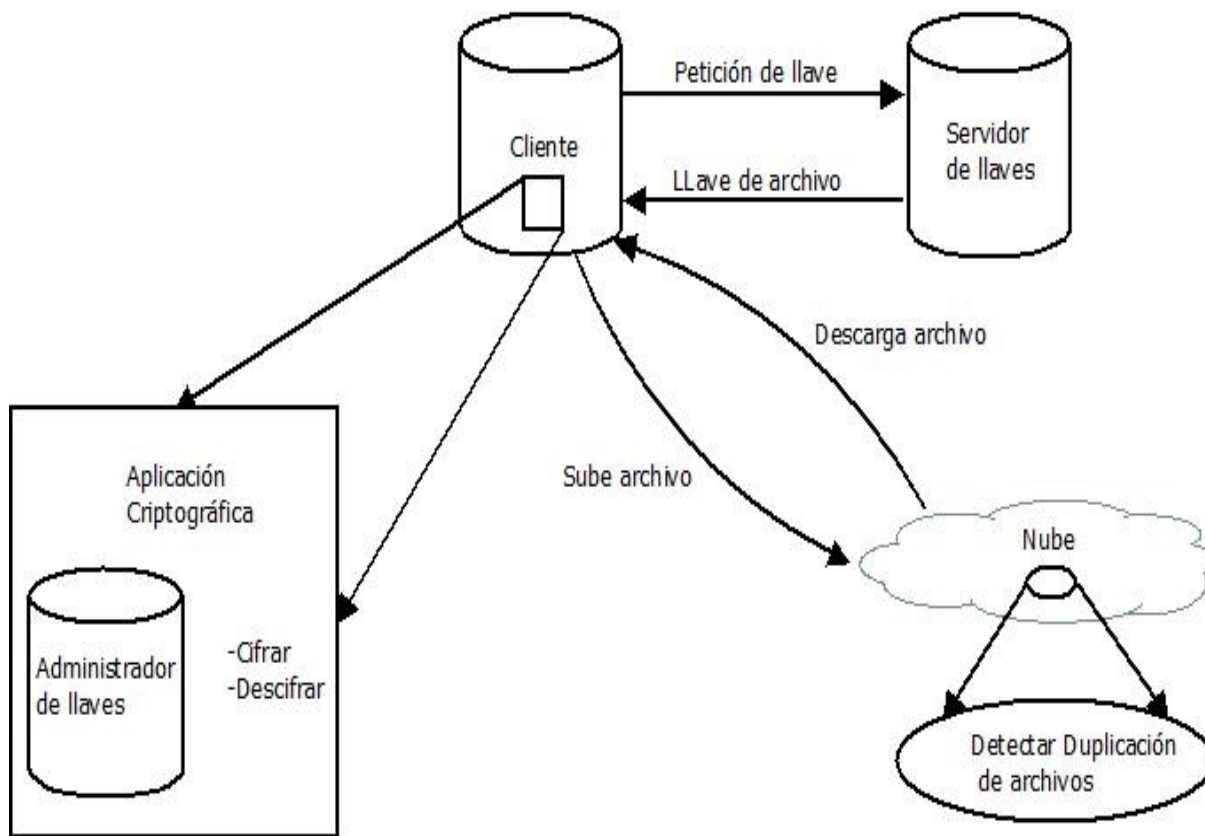 Petición de llave
Cliente
Servidor
de llaves
LLave de archivo
Descarga archivo
Sube archivo
Aplicación
Criptográfica
Nube
Administrador
de llaves
-Cifrar
-Descifrar
Detectar Duplicación
de archivos